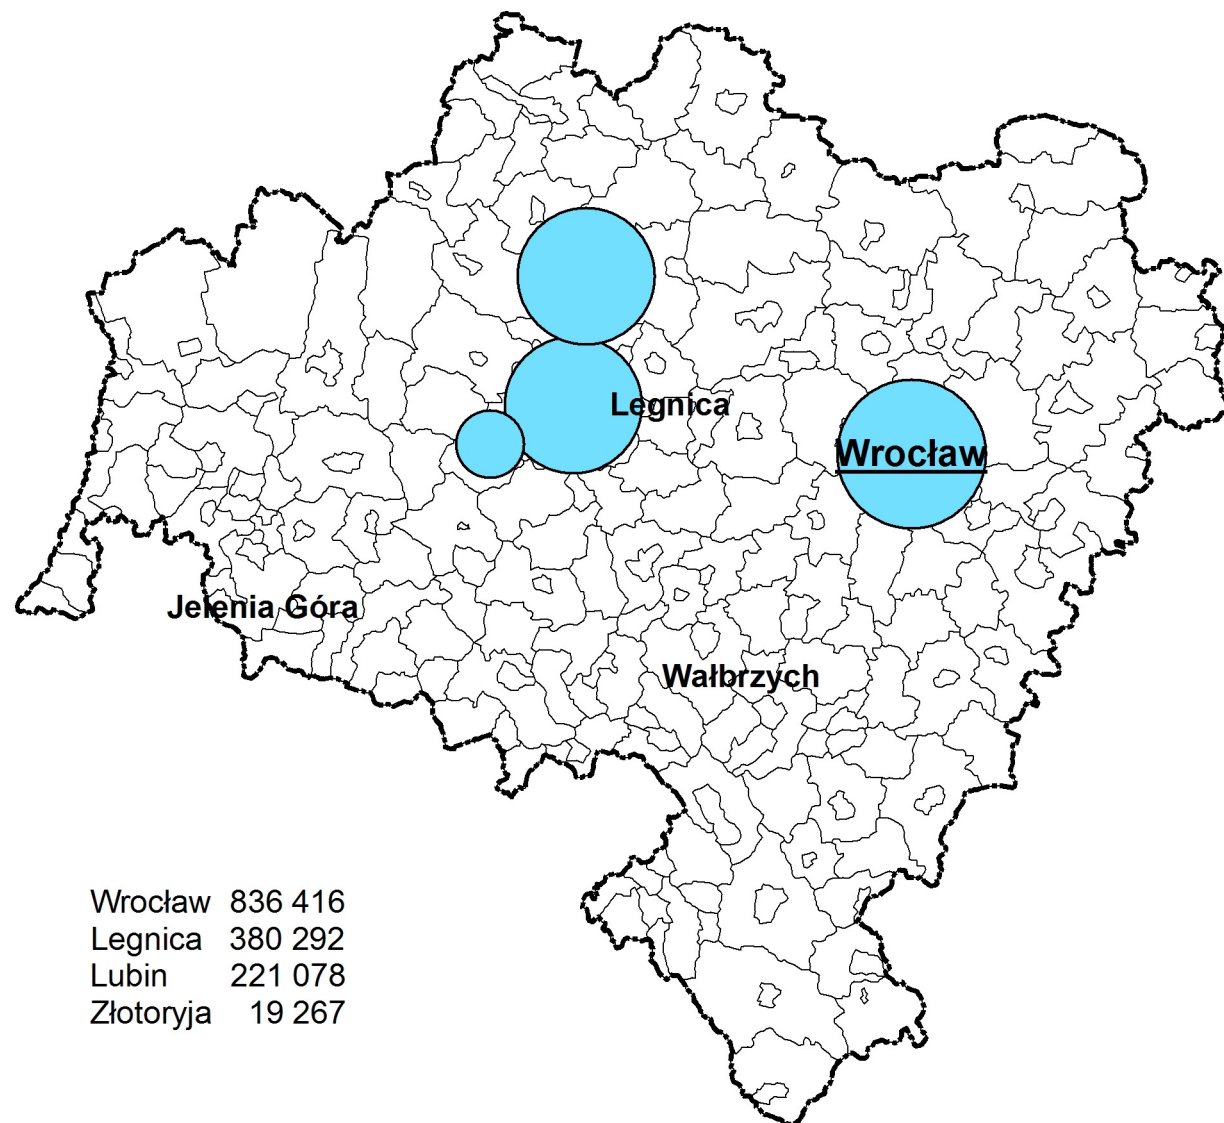 Legnica
Wrocław
Jelenia Góra
Wałbrzych
Wrocław 836 416
Legnica 380 292
Lubin 221 078
Złotoryja 19 267